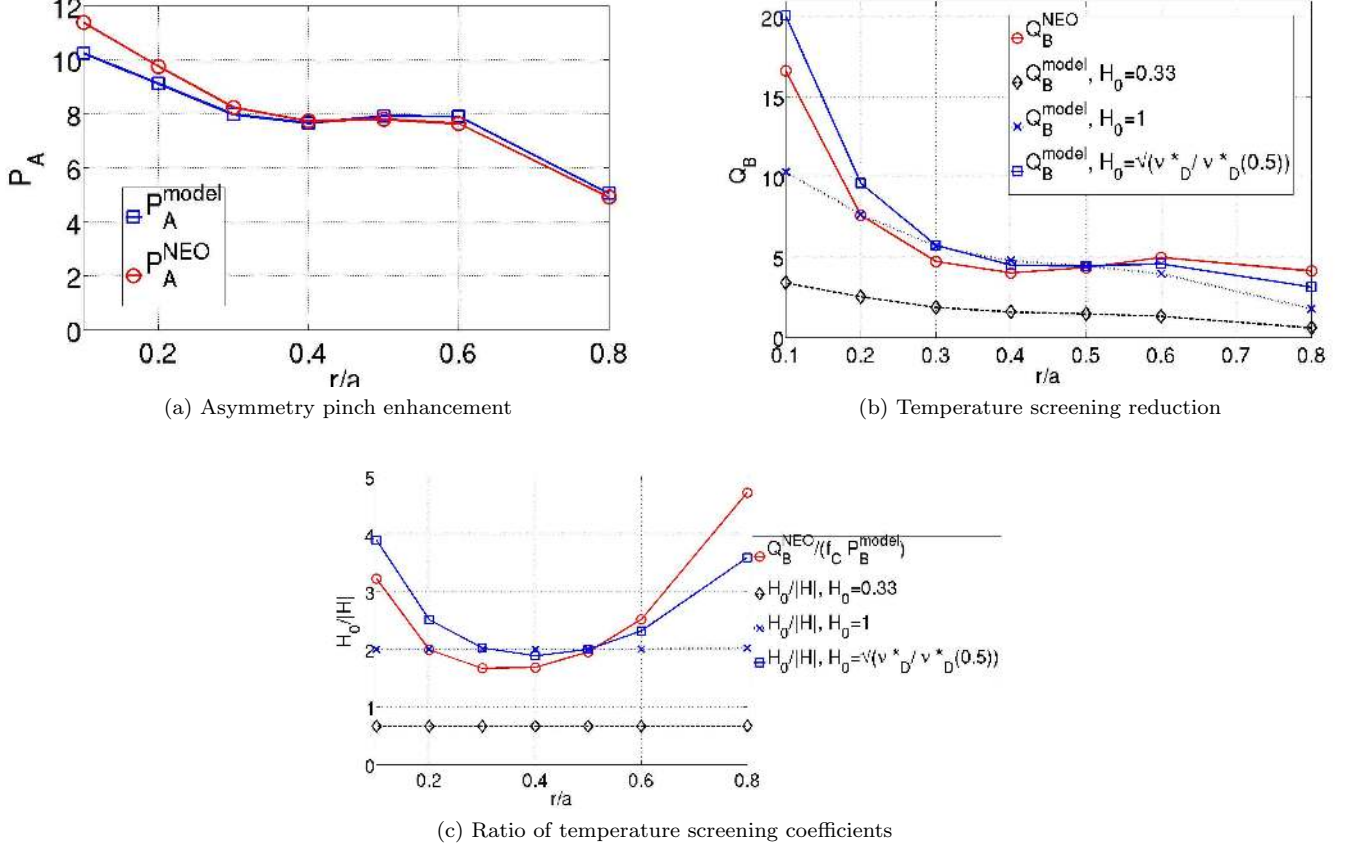 12
10
8
6
4
2
0
P_A
0.2
0.4
0.6
0.8
r/a
P_A^model
P_A^NEO
(a) Asymmetry pinch enhancement
20
15
10
5
0
Q_B
0.1
0.2
0.3
0.4
0.5
0.6
0.7
0.8
r/a
Q_B^NEO
Q_B^model, H_0=0.33
Q_B^model, H_0=1
Q_B^model, H_0=√(ν*_D/ ν*_D(0.5))
(b) Temperature screening reduction
5
4
3
2
1
0
H_0/|H|
0.2
0.4
0.6
0.8
r/a
Q_B^NEO/(f_C P_B^model)
H_0/|H|, H_0=0.33
H_0/|H|, H_0=1
H_0/|H|, H_0=√(ν*_D/ ν*_D(0.5))
(c) Ratio of temperature screening coefficients